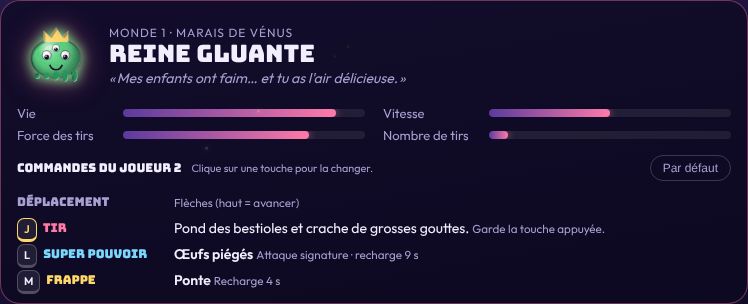 MONDE 1 · MARAIS DE VÉNUS
REINE GLUANTE
«Mes enfants ont faim… et tu as l'air délicieuse.»
Vie
Vitesse
Force des tirs
Nombre de tirs
COMMANDES DU JOUEUR 2 Clique sur une touche pour la changer. Par défaut
DÉPLACEMENT Flèches (haut = avancer)
J TIR Pond des bestioles et crache de grosses gouttes. Garde la touche appuyée.
L SUPER POUVOIR Œufs piégés Attaque signature · recharge 9 s
M FRAPPE Ponte Recharge 4 s